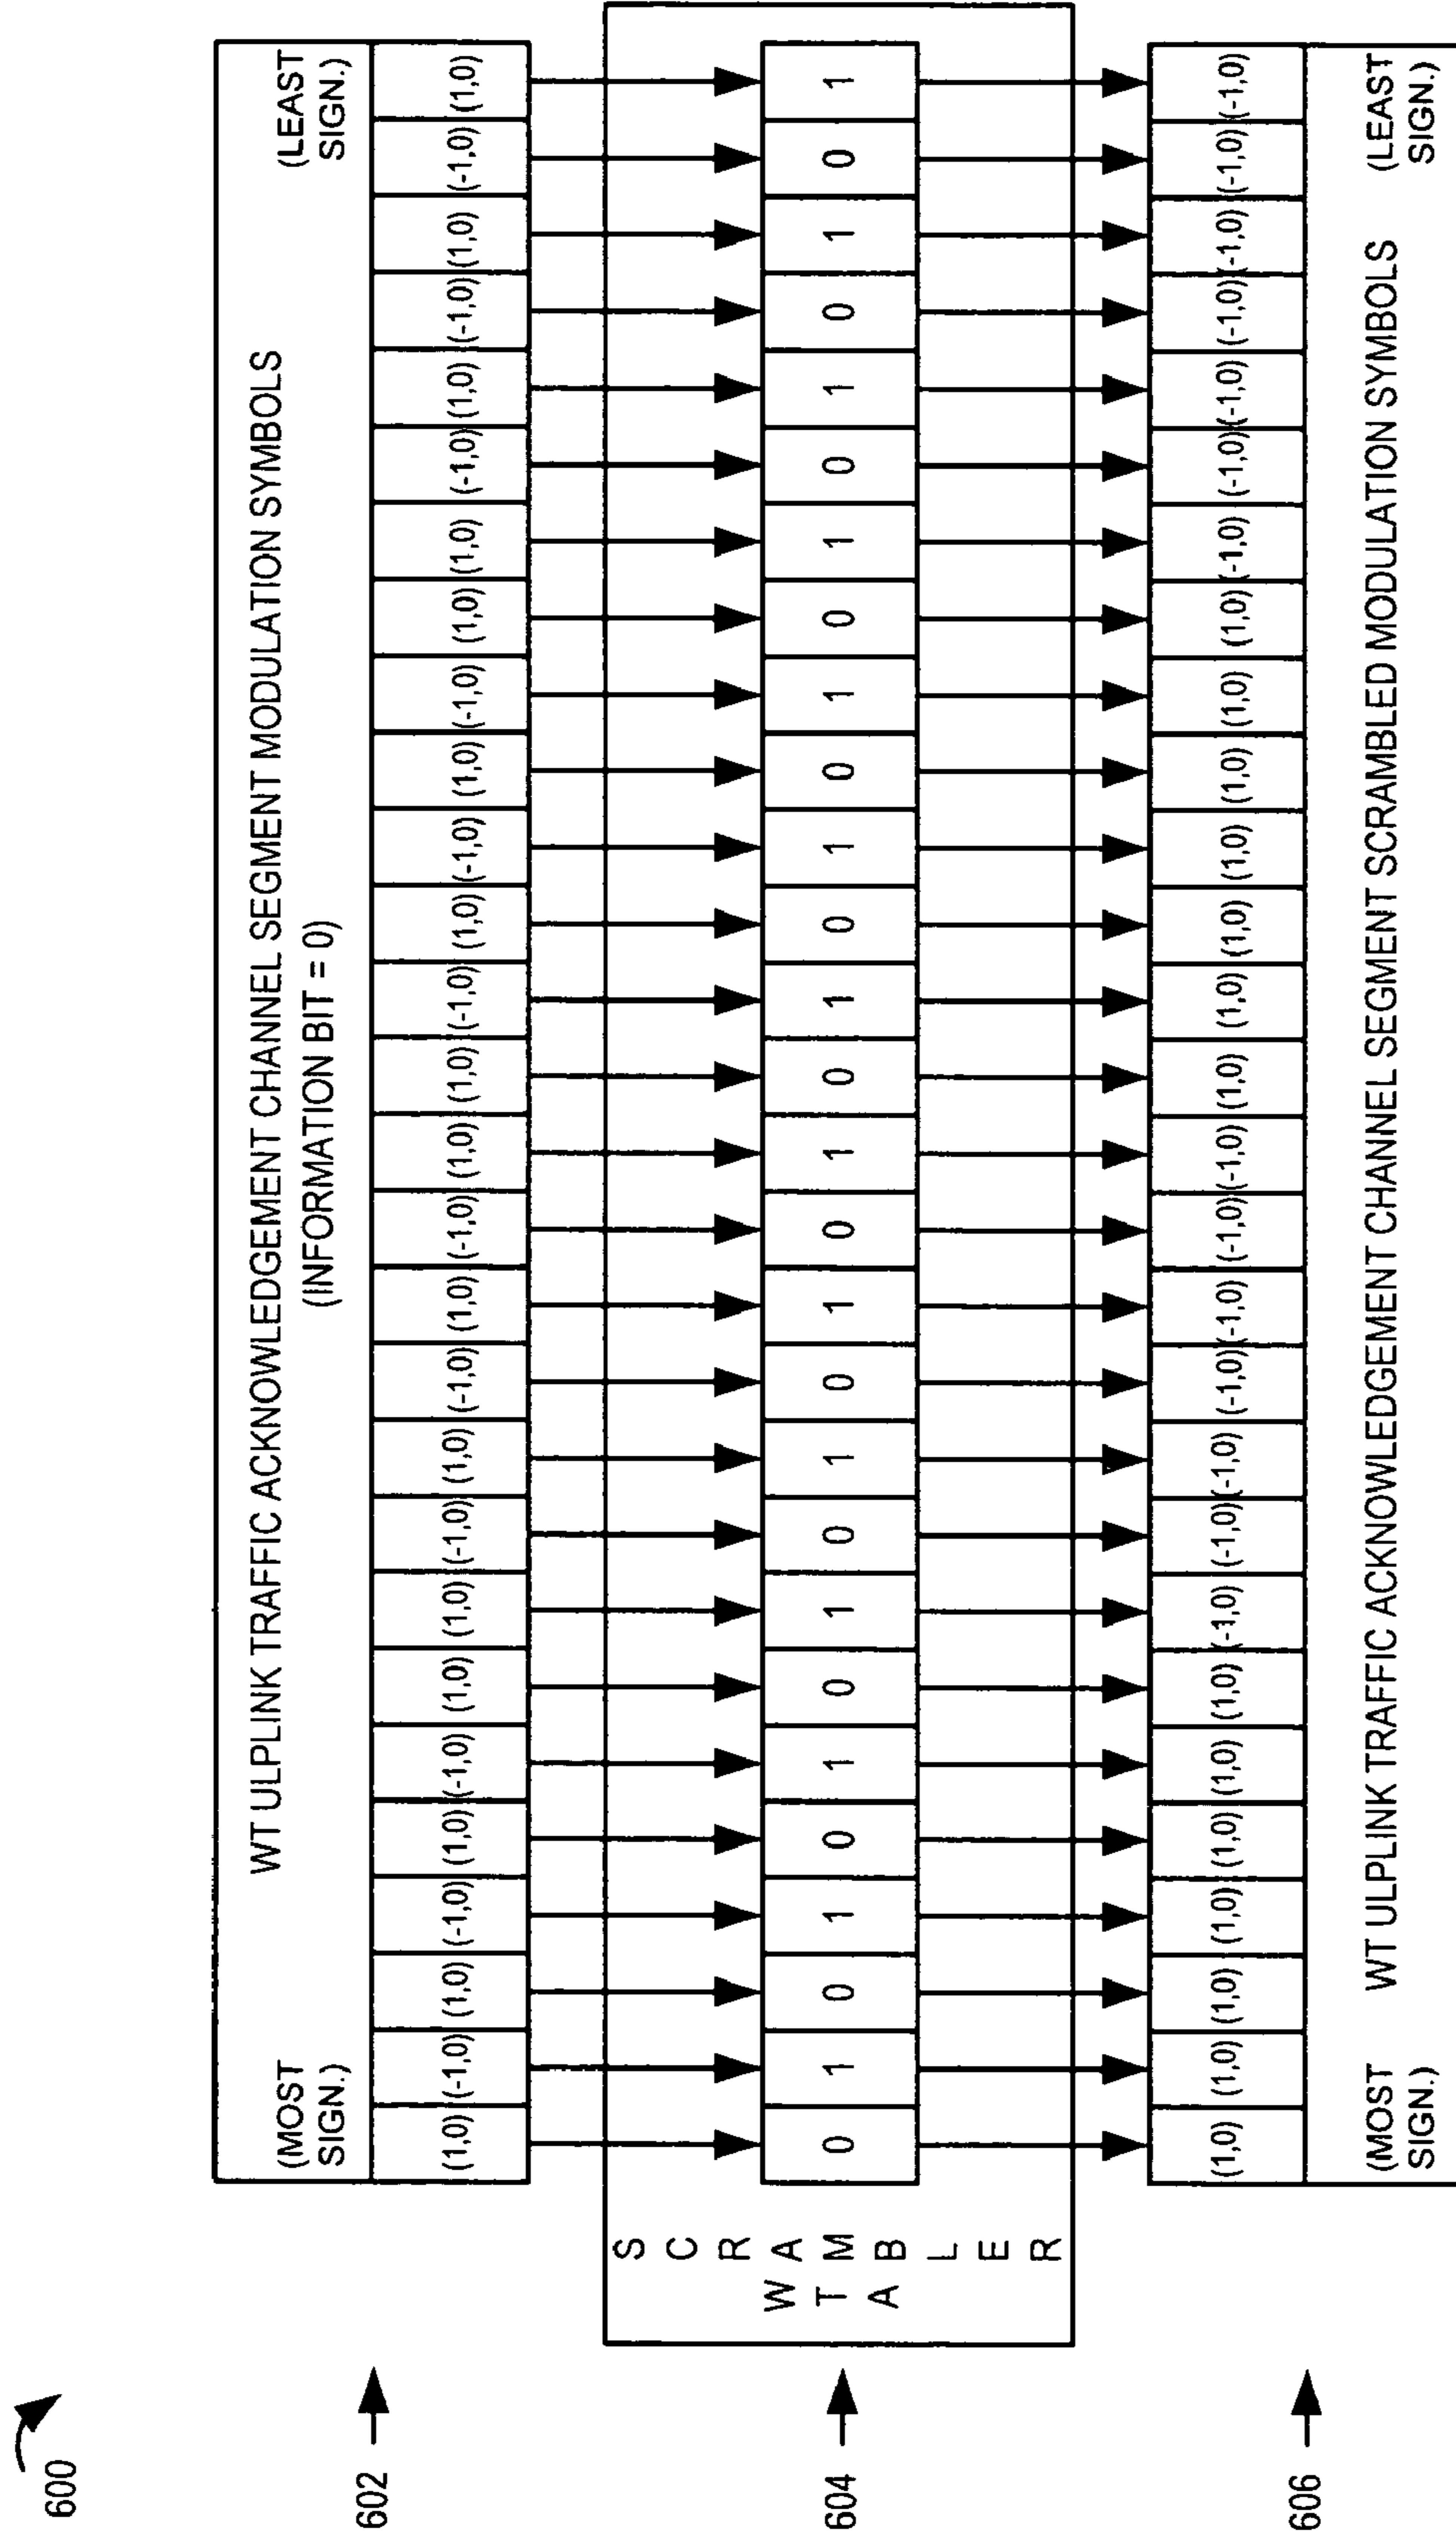 600
WT ULPLINK TRAFFIC ACKNOWLEDGEMENT CHANNEL SEGMENT MODULATION SYMBOLS
(MOST SIGN.) (INFORMATION BIT = 0) (LEAST SIGN.)
602
(1,0) (-1,0) (1,0) (-1,0) (1,0) (-1,0) (1,0) (1,0) (-1,0) (1,0) (-1,0) (1,0) (-1,0) (1,0) (1,0) (-1,0) (1,0) (-1,0) (1,0) (-1,0) (1,0) (1,0) (-1,0) (1,0) (-1,0) (1,0) (-1,0) (1,0)
S
C
R
W A
T M
A B
L
E
R
604
0 1 0 1 0 1 0 1 0 1 0 1 0 1 0 1 0 1 0 1 0 1 0 1 0 1 0 1
606
(1,0) (1,0) (1,0) (1,0) (1,0) (1,0) (1,0) (-1,0) (-1,0) (-1,0) (-1,0) (-1,0) (-1,0) (-1,0) (1,0) (1,0) (1,0) (1,0) (1,0) (1,0) (1,0) (-1,0) (-1,0) (-1,0) (-1,0) (-1,0) (-1,0) (-1,0)
(MOST SIGN.) WT ULPLINK TRAFFIC ACKNOWLEDGEMENT CHANNEL SEGMENT SCRAMBLED MODULATION SYMBOLS (LEAST SIGN.)